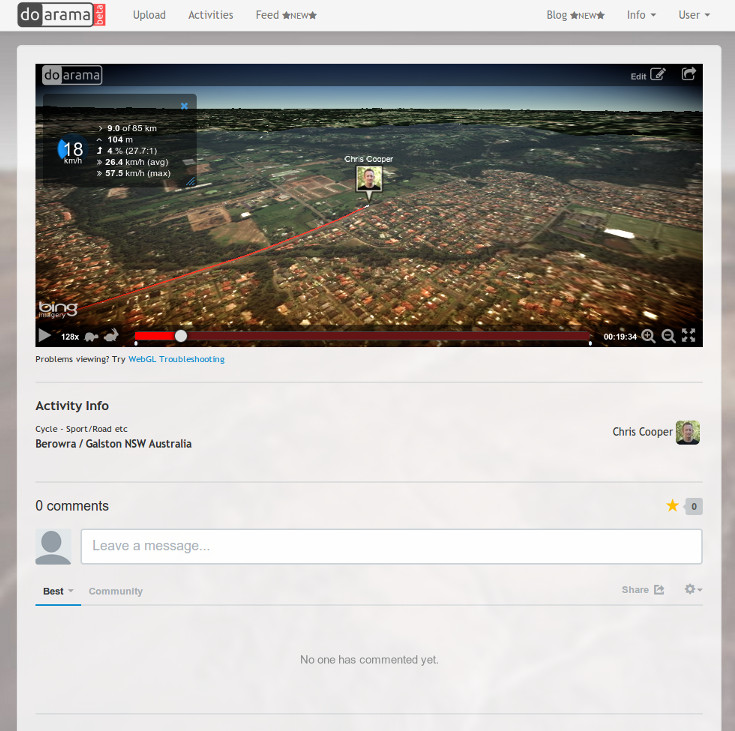 doarama beta Upload Activities Feed ★NEW★ Blog ★NEW★ Info User
doarama Edit
18 km/h
9.0 of 85 km
104 m
4 % (27.7:1)
26.4 km/h (avg)
57.5 km/h (max)
Chris Cooper
bing
imagery
128x 00:19:34
Problems viewing? Try WebGL Troubleshooting
Activity Info
Cycle - Sport/Road etc
Berowra / Galston NSW Australia
Chris Cooper
0 comments 0
Leave a message...
Best Community Share
No one has commented yet.